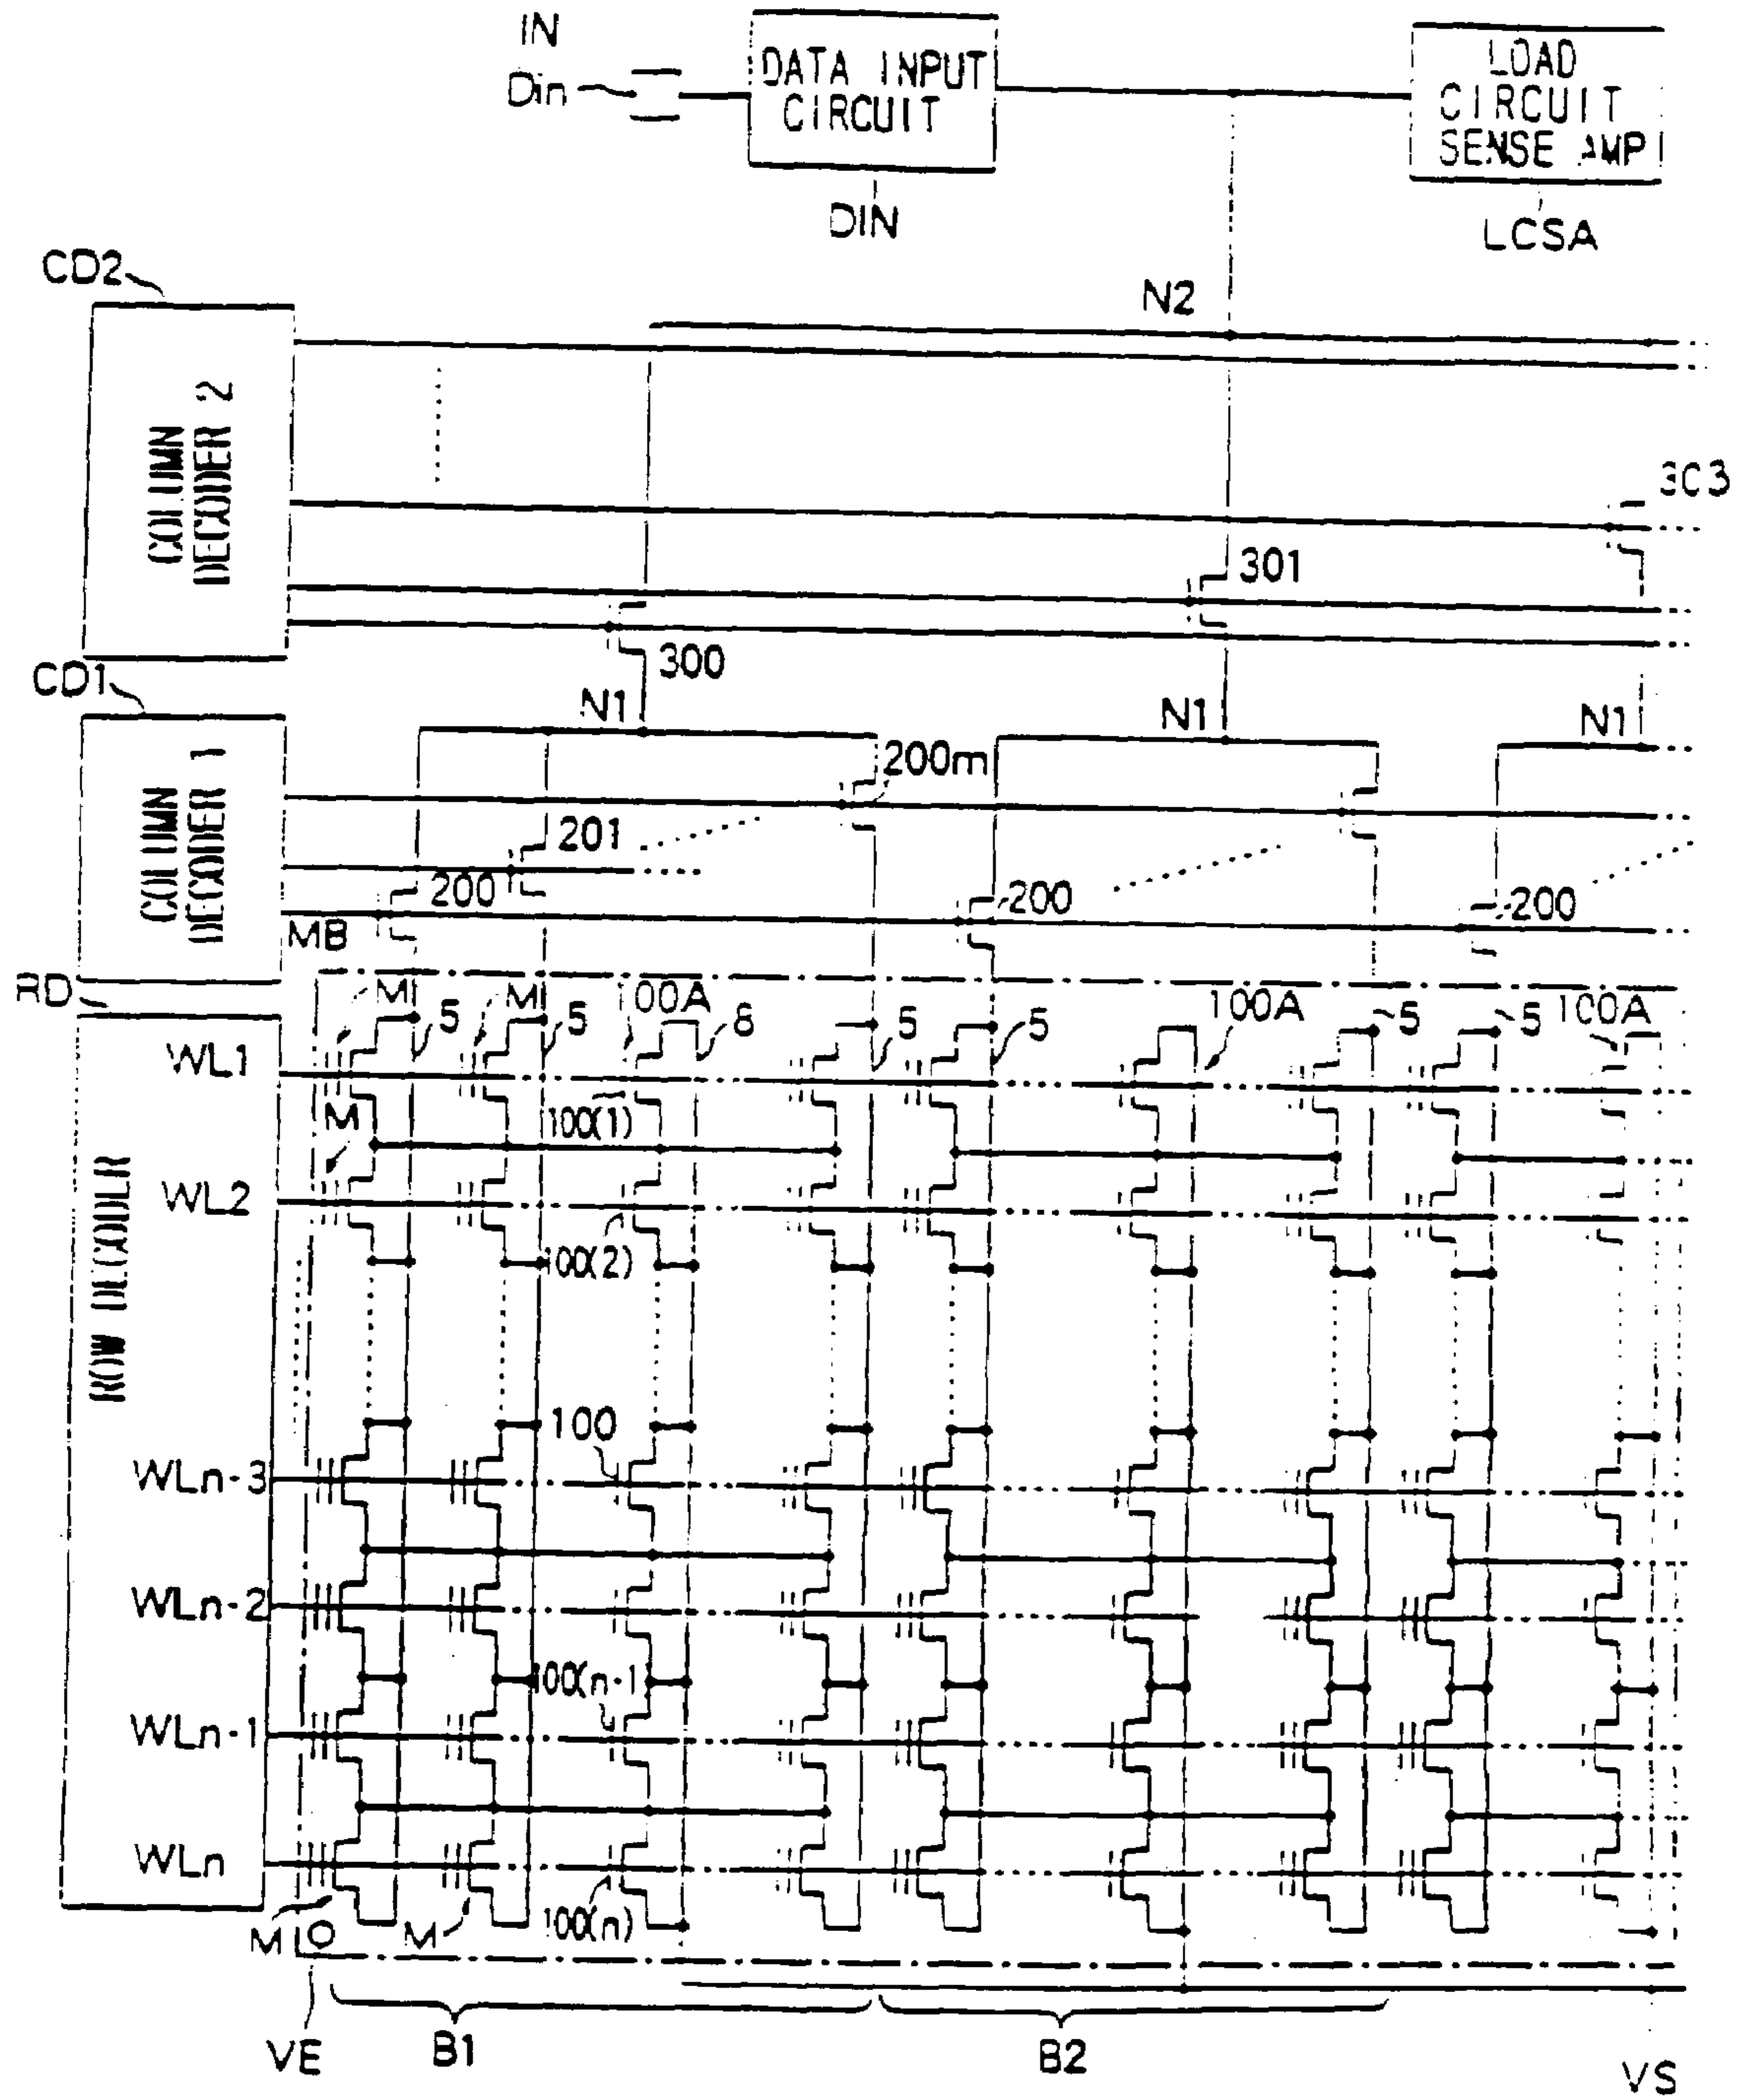 IN
Din
DATA INPUT
CIRCUIT
DIN
LOAD
CIRCUIT
SENSE AMP
LCSA
CD2
COLUMN
DECODER 2
N2
303
301
300
CD1
COLUMN
DECODER 1
N1
N1
N1
200m
201
200
200
200
MB
RD
ROW DECODER
M
M
100A
100A
100A
5
5
8
5
5
5
5
WL1
M
100(1)
WL2
100(2)
100
WLn-3
WLn-2
100(n-1
WLn-1
WLn
M
O
M
100(n)
VE
B1
B2
VS